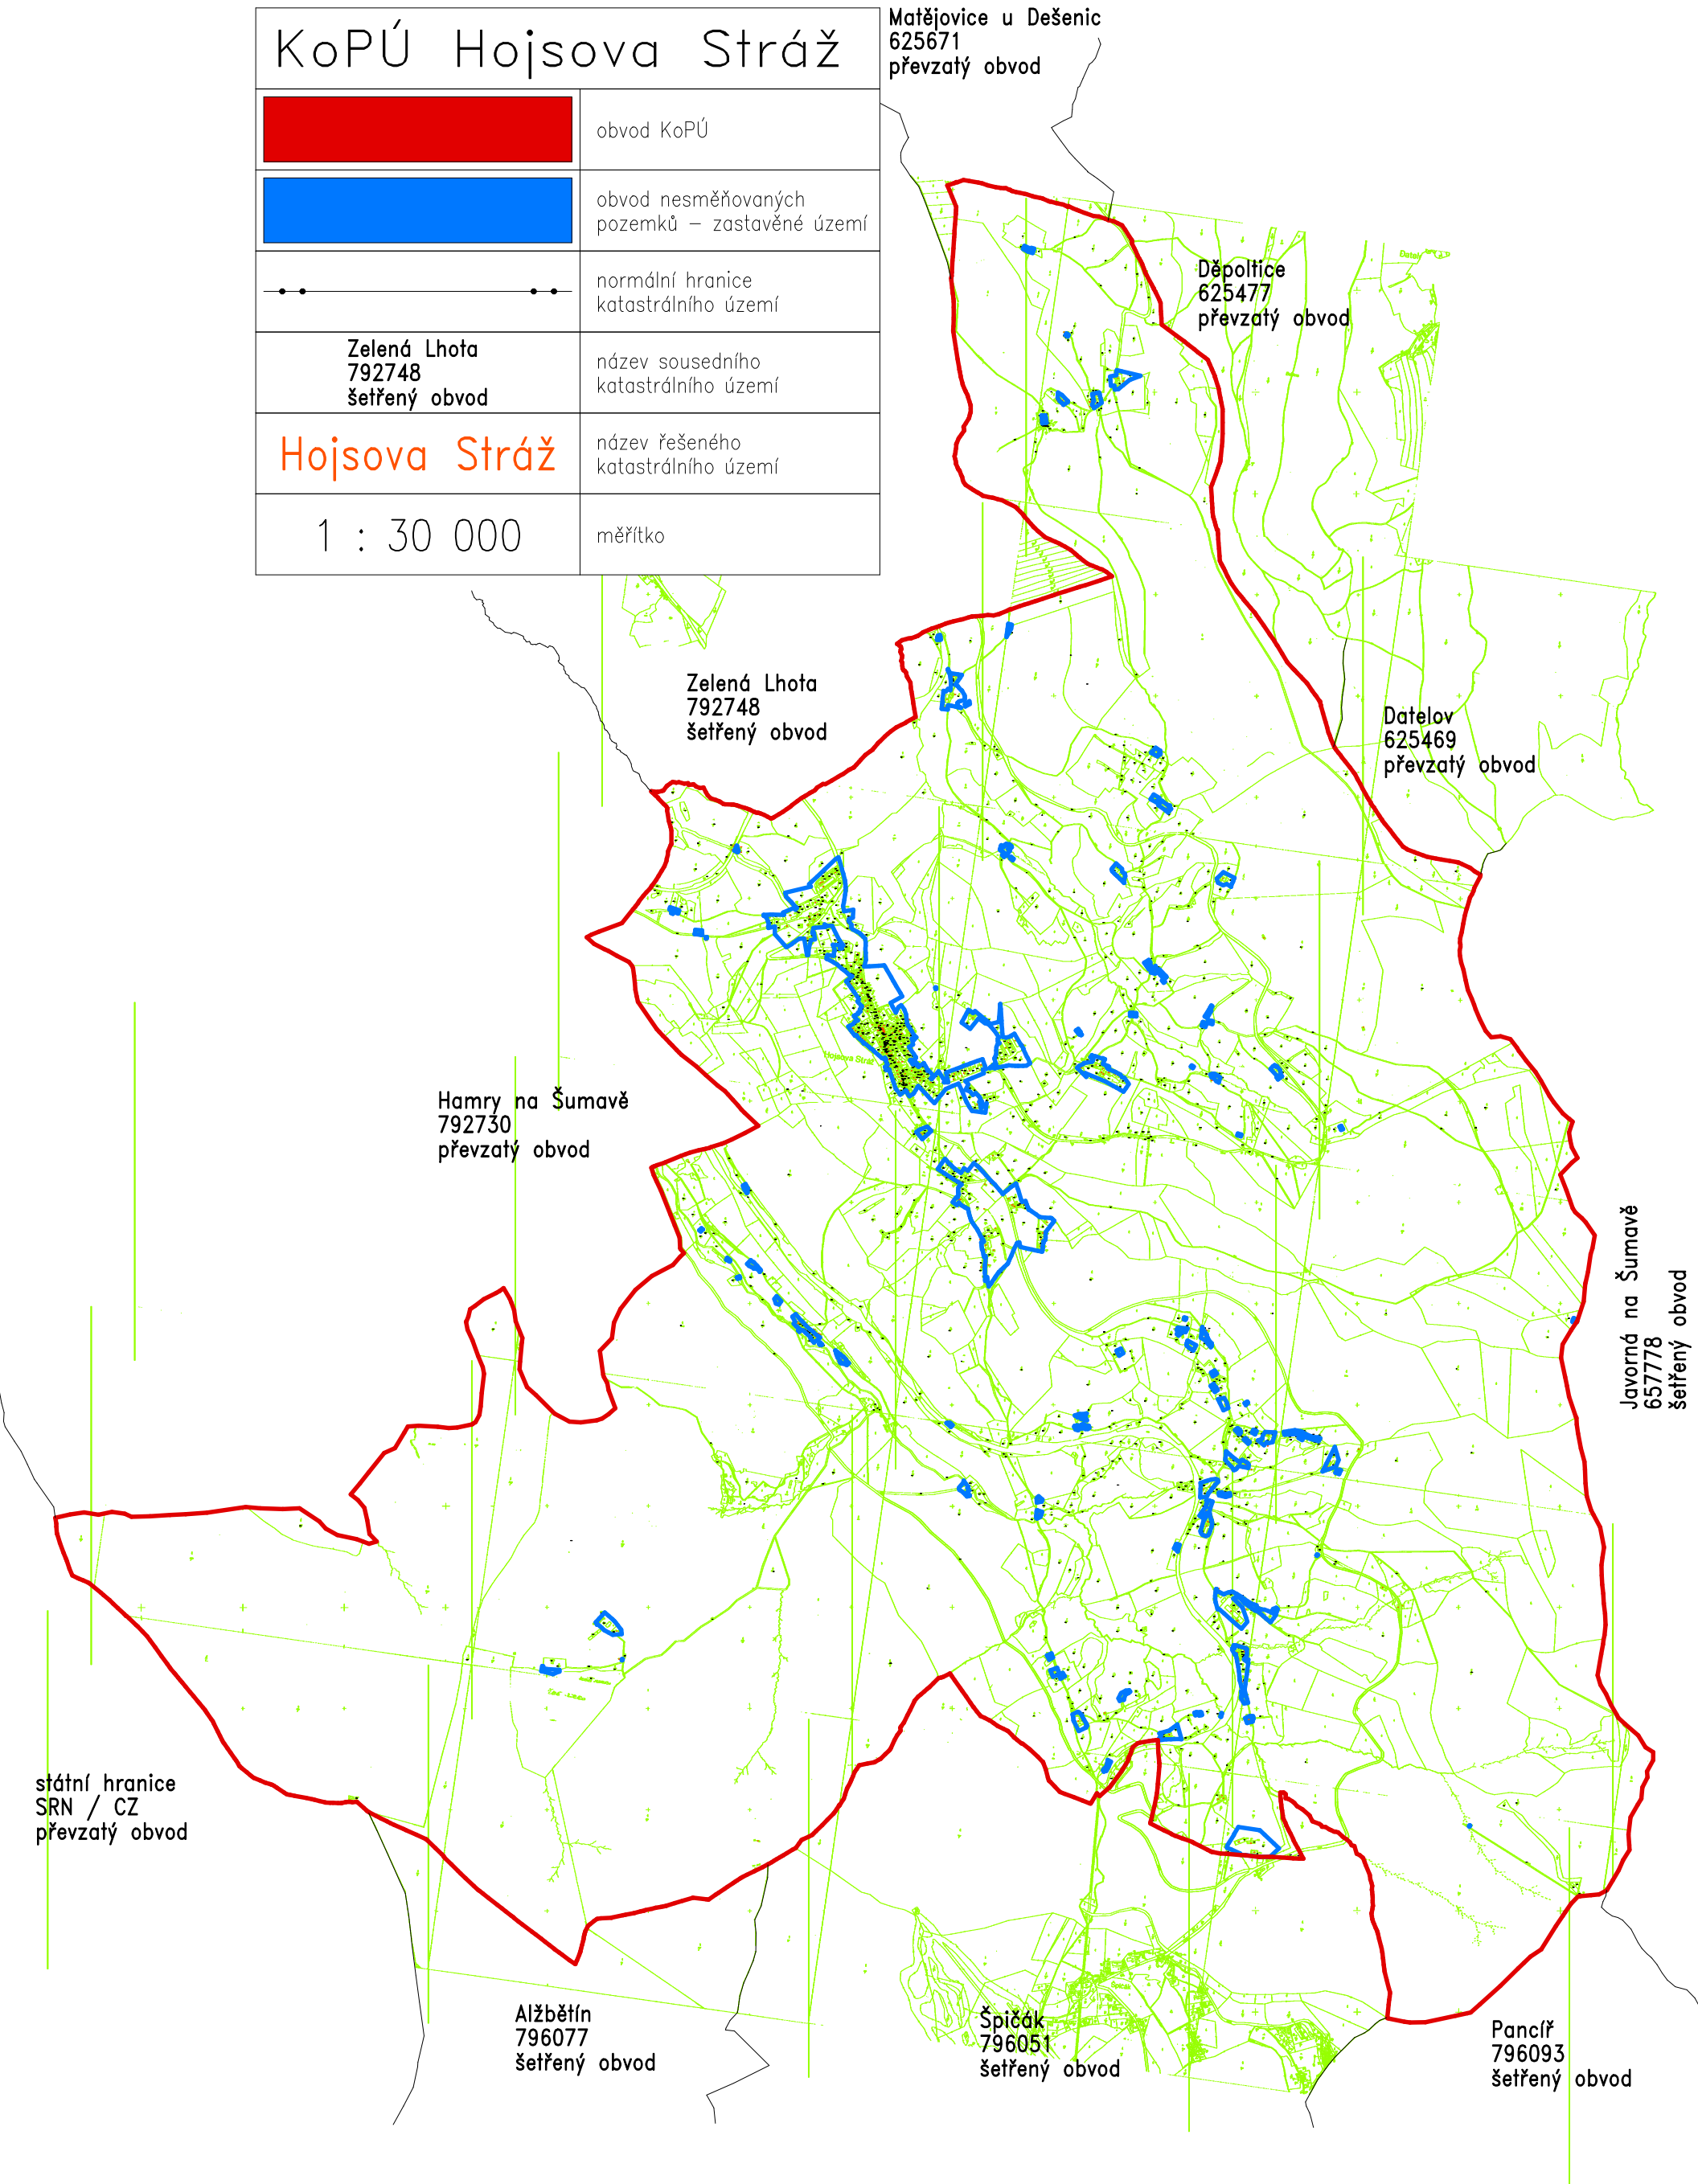 KoPÚ Hojsova Stráž
obvod KoPÚ
obvod nesměňovaných
pozemků – zastavěné území
normální hranice
katastrálního území
Zelená Lhota
792748
šetřený obvod
název sousedního
katastrálního území
Hojsova Stráž
název řešeného
katastrálního území
1 : 30 000
měřítko
Matějovice u Dešenic
625671
převzatý obvod
Děpoltice
625477
převzatý obvod
Zelená Lhota
792748
šetřený obvod
Datelov
625469
převzatý obvod
Hojsova Stráž
Hamry na Šumavě
792730
převzatý obvod
Javorná na Šumavě
657778
šetřený obvod
státní hranice
SRN / CZ
převzatý obvod
Alžbětín
796077
šetřený obvod
Špičák
796051
šetřený obvod
Pancíř
796093
šetřený obvod